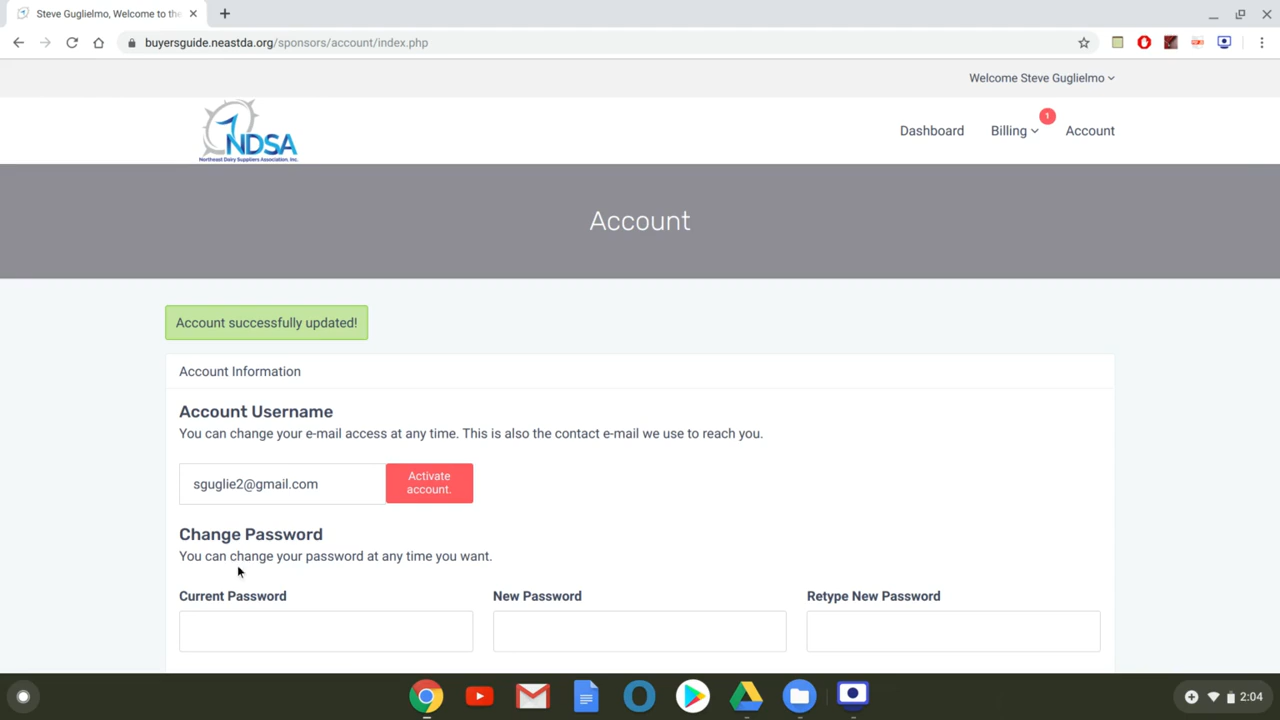 Steve Guglielmo, Welcome to the
buyersguide.neastda.org/sponsors/account/index.php
Welcome Steve Guglielmo
NDSA
Northeast Dairy Suppliers Association, Inc.
Dashboard
Billing
1
Account
Account
Account successfully updated!
Account Information
Account Username
You can change your e-mail access at any time. This is also the contact e-mail we use to reach you.
sguglie2@gmail.com
Activate
account.
Change Password
You can change your password at any time you want.
Current Password
New Password
Retype New Password
2:04